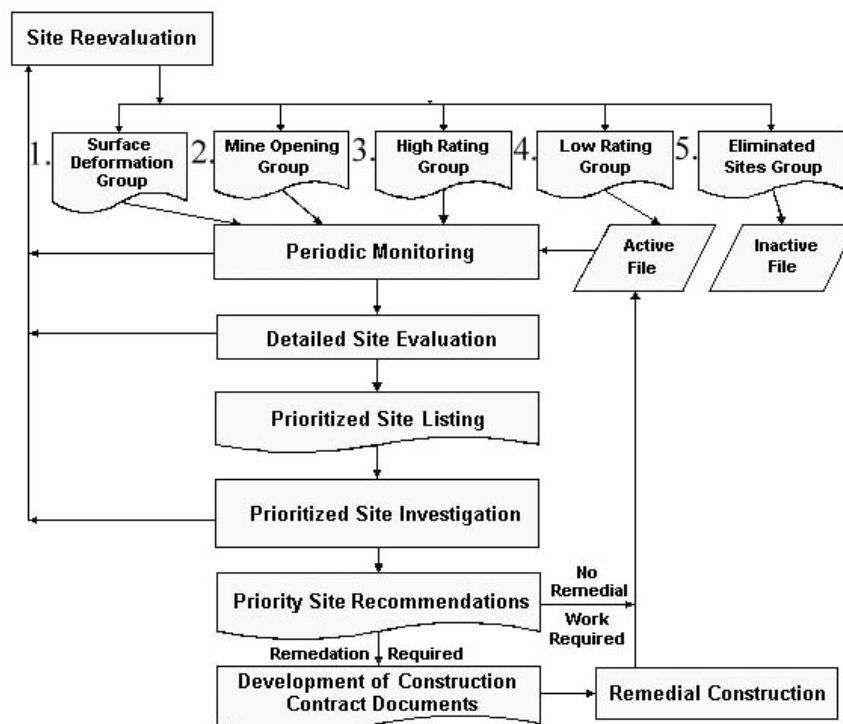 Site Reevaluation
1.
Surface
Deformation
Group
2.
Mine Opening
Group
3.
High Rating
Group
4.
Low Rating
Group
5.
Eliminated
Sites Group
Periodic Monitoring
Active
File
Inactive
File
Detailed Site Evaluation
Prioritized Site Listing
Prioritized Site Investigation
Priority Site Recommendations
No
Remedial
Work
Required
Remedation Required
Development of Construction
Contract Documents
Remedial Construction